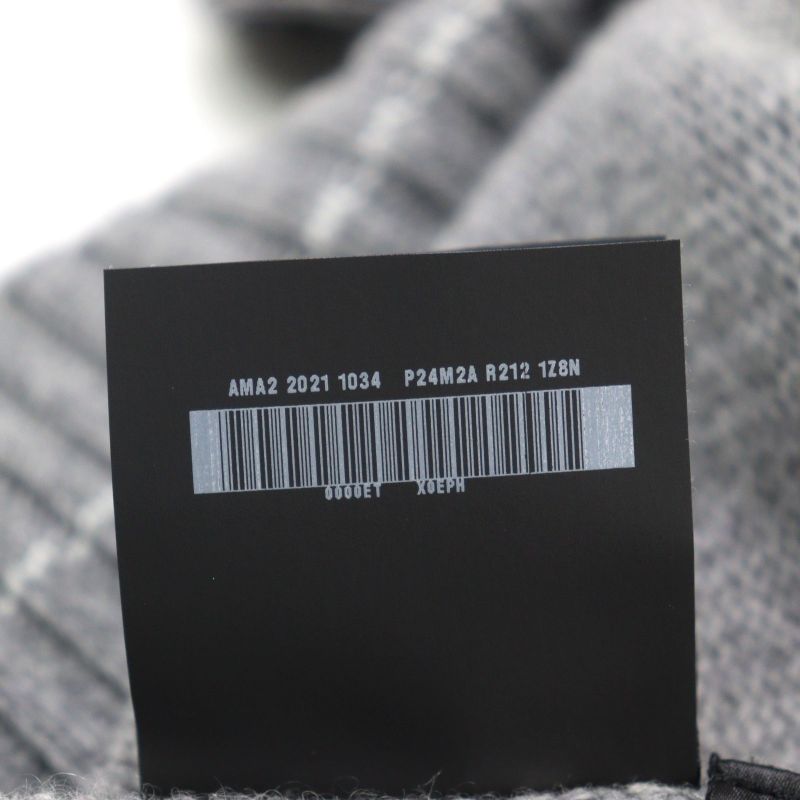 AMA2 2021 1034 P24M2A R212 1Z8N
0000ET X0EPH